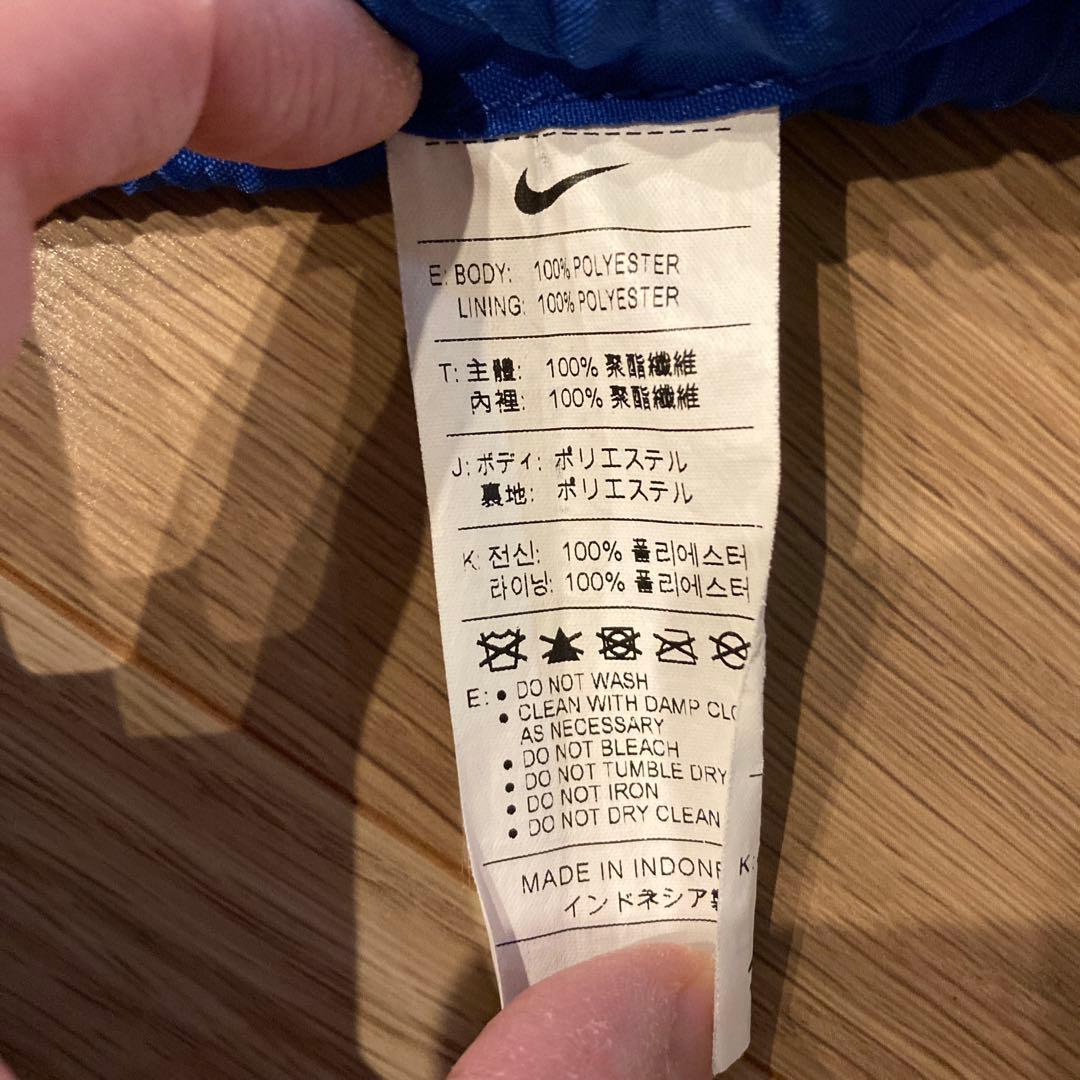 E: BODY: 100% POLYESTER
LINING: 100% POLYESTER
T: 主體: 100% 聚酯纖維
內裡: 100% 聚酯纖維
J: ボディ: ポリエステル
裏地: ポリエステル
K: 전신: 100% 폴리에스터
라이닝: 100% 폴리에스터
E: • DO NOT WASH
• CLEAN WITH DAMP CLO
AS NECESSARY
• DO NOT BLEACH
• DO NOT TUMBLE DRY
• DO NOT IRON
• DO NOT DRY CLEAN
MADE IN INDONE
K:
インドネシア製